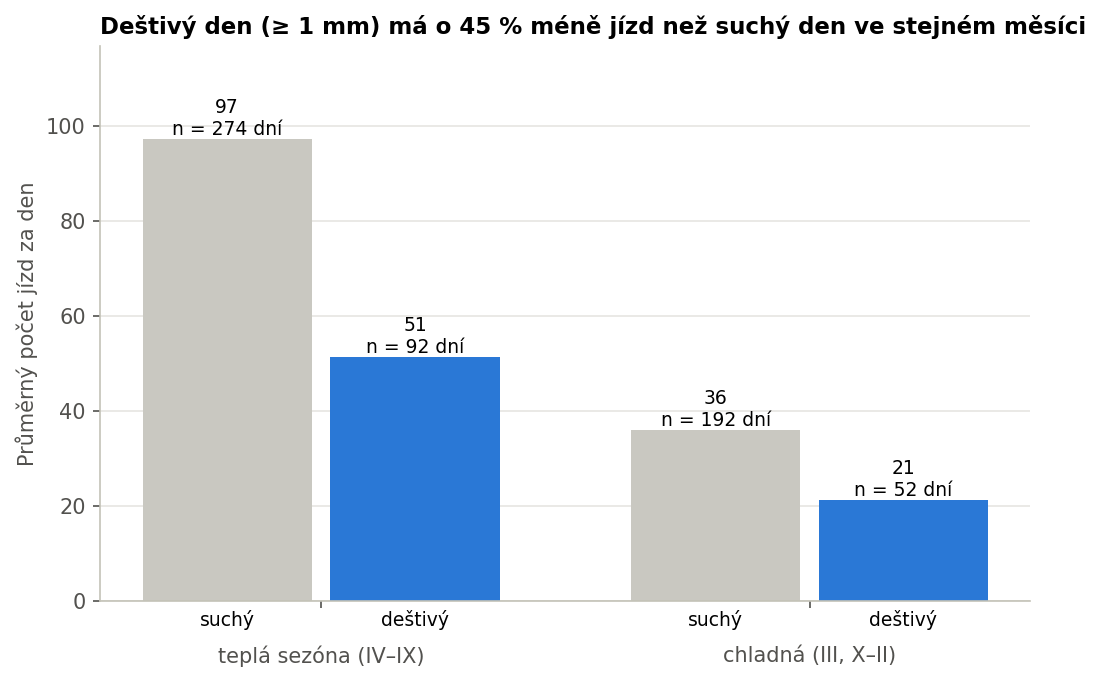 Deštivý den (≥ 1 mm) má o 45 % méně jízd než suchý den ve stejném měsíci
Průměrný počet jízd za den
100
80
60
40
20
0
97
n = 274 dní
51
n = 92 dní
36
n = 192 dní
21
n = 52 dní
suchý
deštivý
suchý
deštivý
teplá sezóna (IV–IX)
chladná (III, X–II)